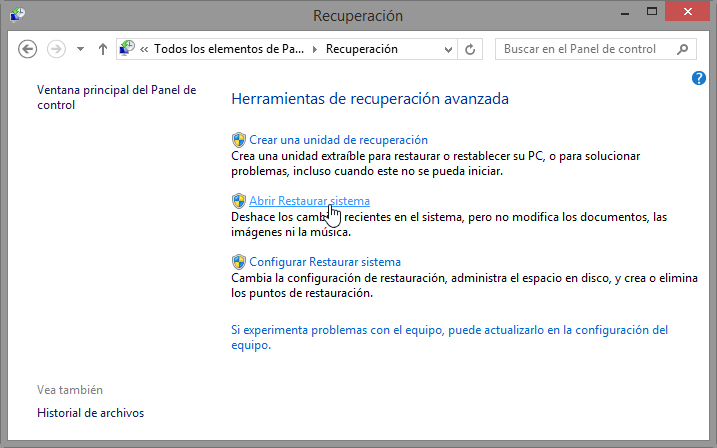 Recuperación
« Todos los elementos de Pa... ▸ Recuperación
Buscar en el Panel de control
Ventana principal del Panel de
control
Herramientas de recuperación avanzada
Crear una unidad de recuperación
Crea una unidad extraíble para restaurar o restablecer su PC, o para solucionar
problemas, incluso cuando este no se pueda iniciar.
Abrir Restaurar sistema
Deshace los cambios recientes en el sistema, pero no modifica los documentos, las
imágenes ni la música.
Configurar Restaurar sistema
Cambia la configuración de restauración, administra el espacio en disco, y crea o elimina
los puntos de restauración.
Si experimenta problemas con el equipo, puede actualizarlo en la configuración del
equipo.
Vea también
Historial de archivos